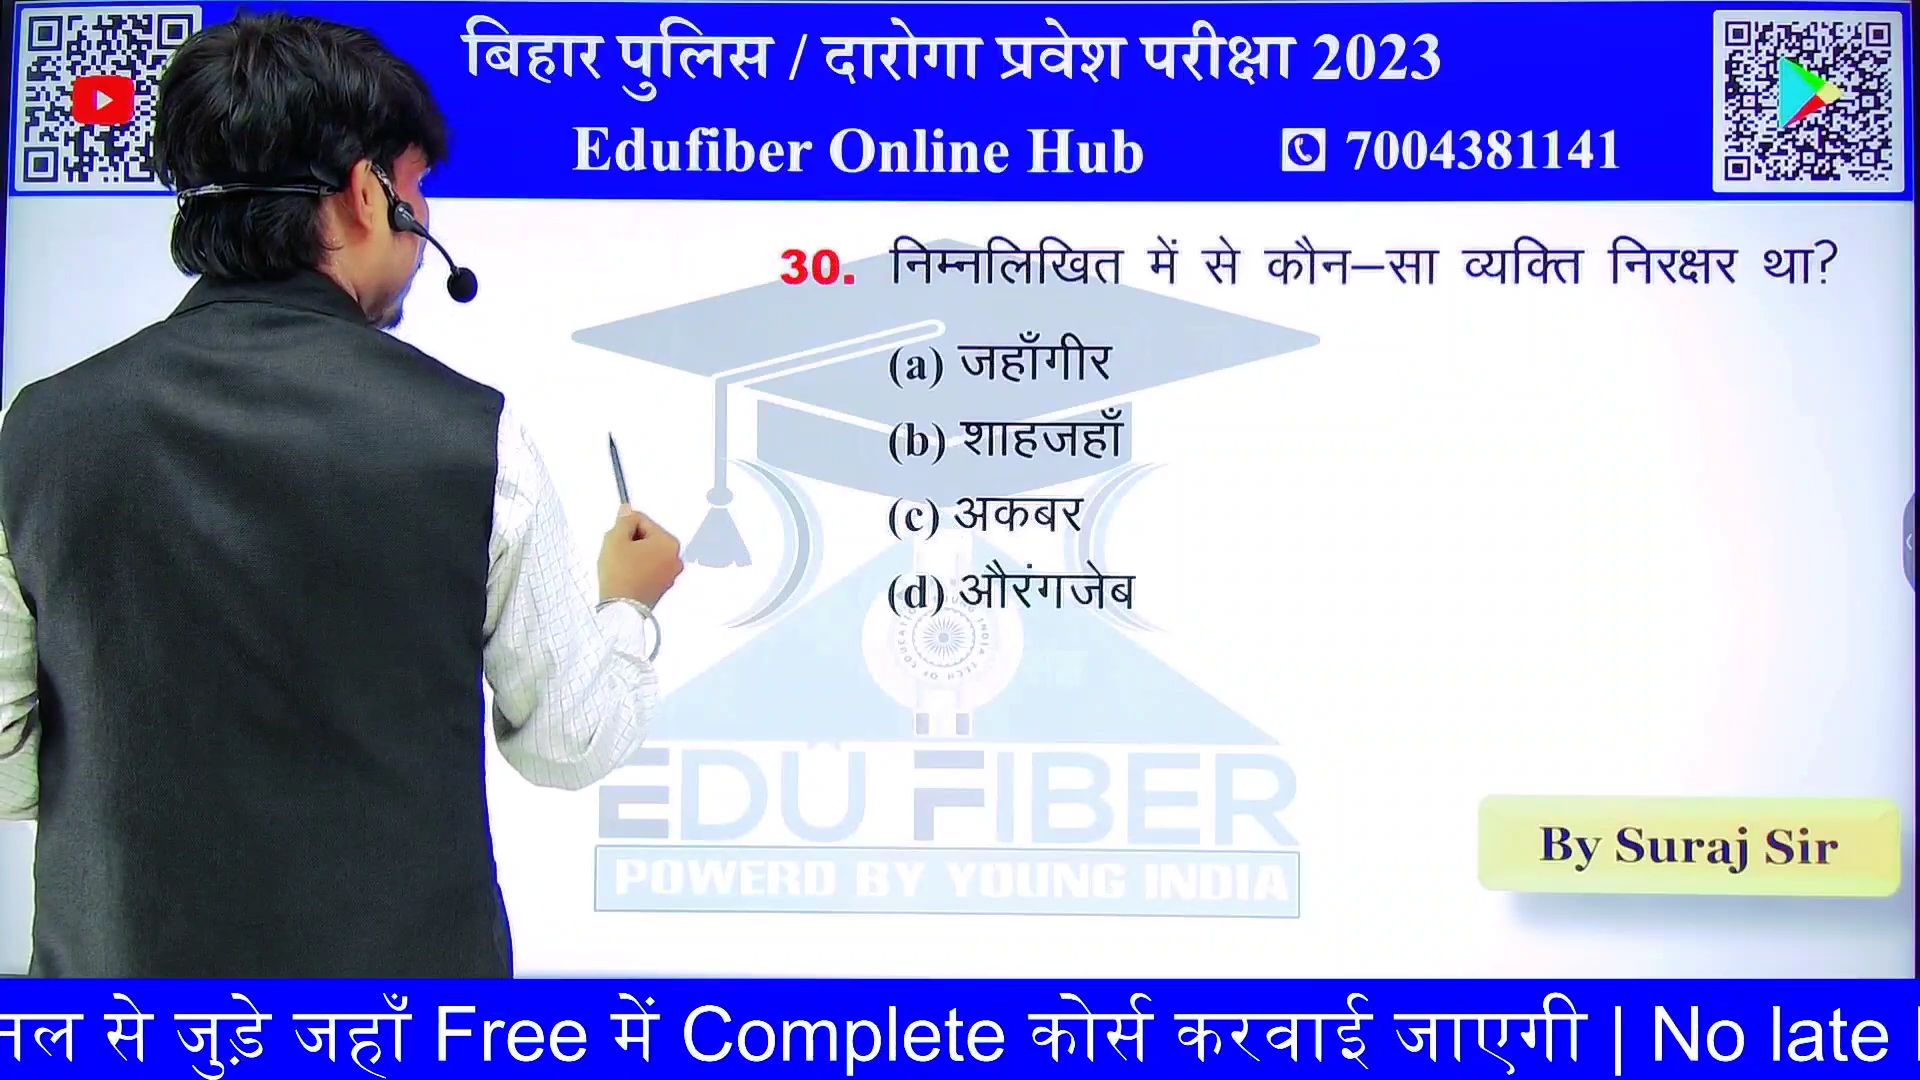 बिहार पुलिस / दारोगा प्रवेश परीक्षा 2023
Edufiber Online Hub 7004381141
30. निम्नलिखित में से कौन–सा व्यक्ति निरक्षर था?
(a) जहाँगीर
(b) शाहजहाँ
(c) अकबर
(d) औरंगजेब
EDU FIBER
POWERD BY YOUNG INDIA
By Suraj Sir
से जुड़े जहाँ Free में Complete कोर्स करवाई जाएगी | No late